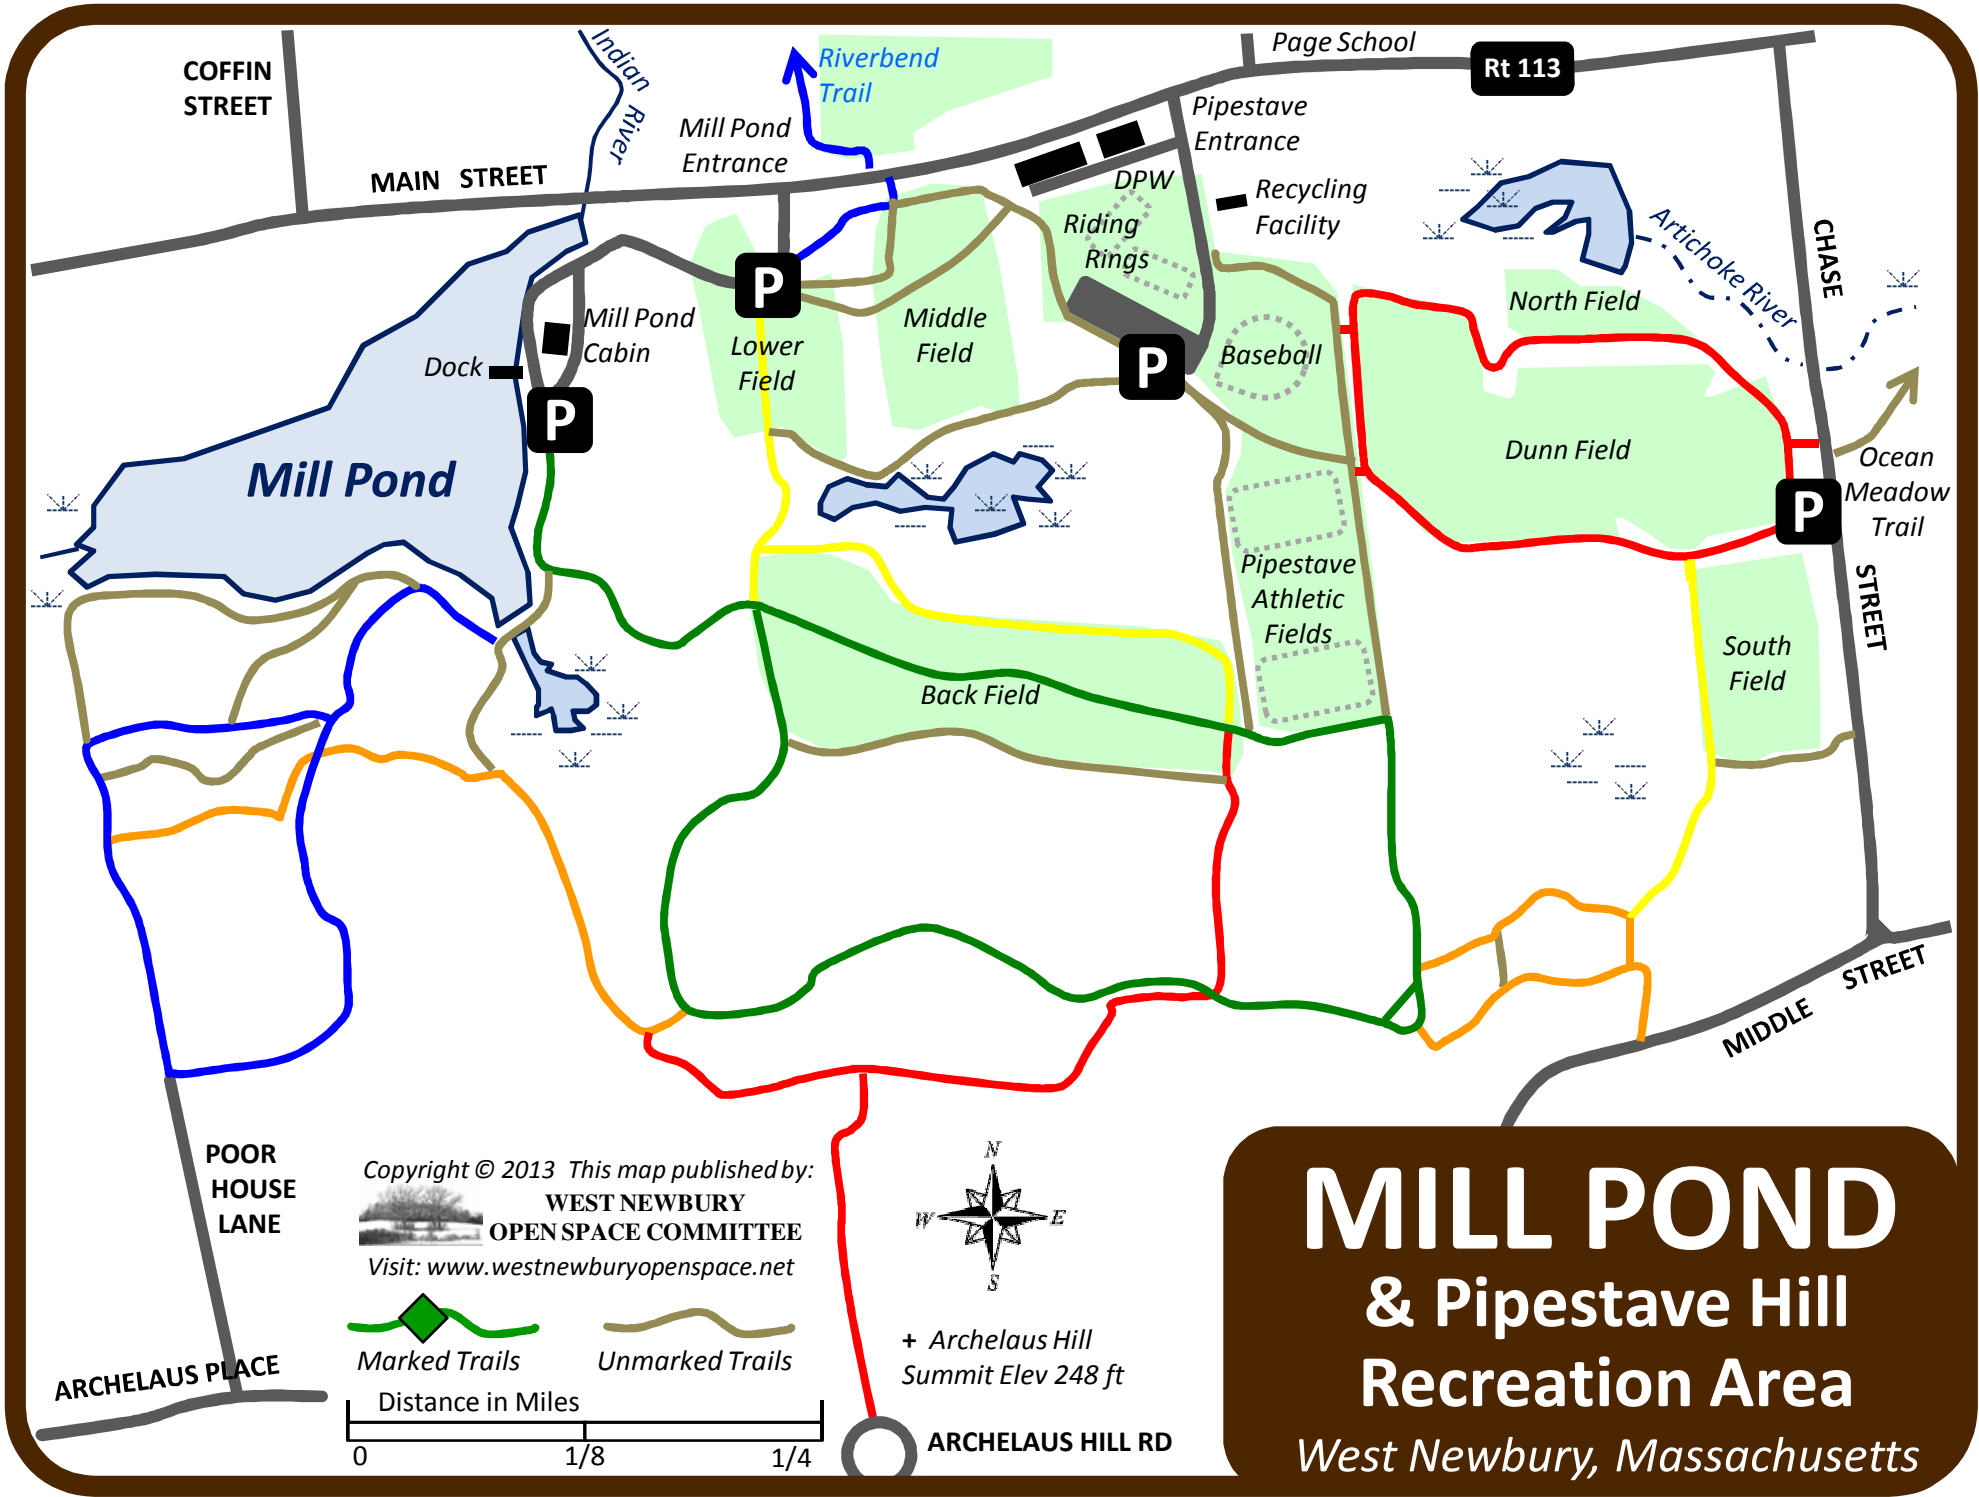 COFFIN
STREET
Indian
River
Riverbend
Trail
Page School
Rt 113
Mill Pond
Entrance
Pipestave
Entrance
MAIN STREET
DPW
Recycling
Facility
Riding
Rings
Artichoke River
CHASE
STREET
P
Mill Pond
Cabin
Dock
Lower
Field
Middle
Field
P
Baseball
North Field
P
Mill Pond
Dunn Field
Ocean
Meadow
Trail
P
P
Pipestave
Athletic
Fields
South
Field
Back Field
MIDDLE STREET
POOR
HOUSE
LANE
Copyright © 2013 This map published by:
WEST NEWBURY
OPEN SPACE COMMITTEE
Visit: www.westnewburyopenspace.net
N
W
E
S
Marked Trails
Unmarked Trails
+ Archelaus Hill
Summit Elev 248 ft
ARCHELAUS PLACE
Distance in Miles
0
1/8
1/4
ARCHELAUS HILL RD
MILL POND
& Pipestave Hill
Recreation Area
West Newbury, Massachusetts